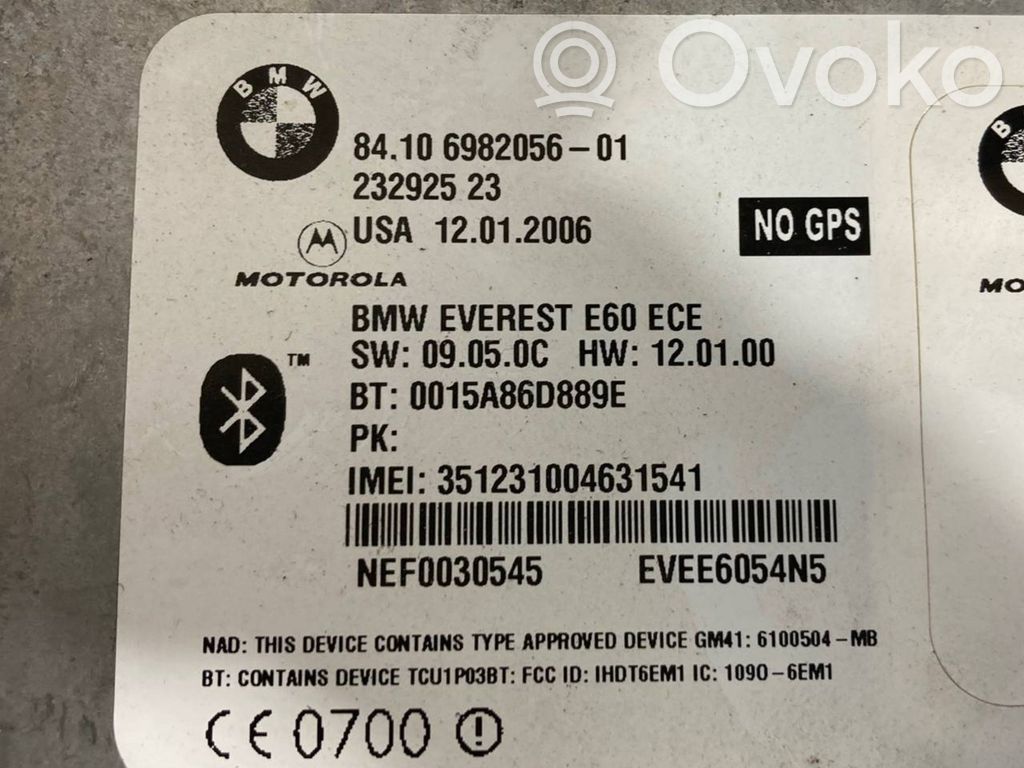 Ovoko
BMW
84.10 6982056-01
232925 23
USA 12.01.2006
NO GPS
MOTOROLA
BMW EVEREST E60 ECE
SW: 09.05.0C HW: 12.01.00
TM
BT: 0015A86D889E
PK:
IMEI: 351231004631541
NEF0030545 EVEE6054N5
NAD: THIS DEVICE CONTAINS TYPE APPROVED DEVICE GM41: 6100504-MB
BT: CONTAINS DEVICE TCU1P03BT: FCC ID: IHDT6EM1 IC: 1090-6EM1
CE 0700
B
MO